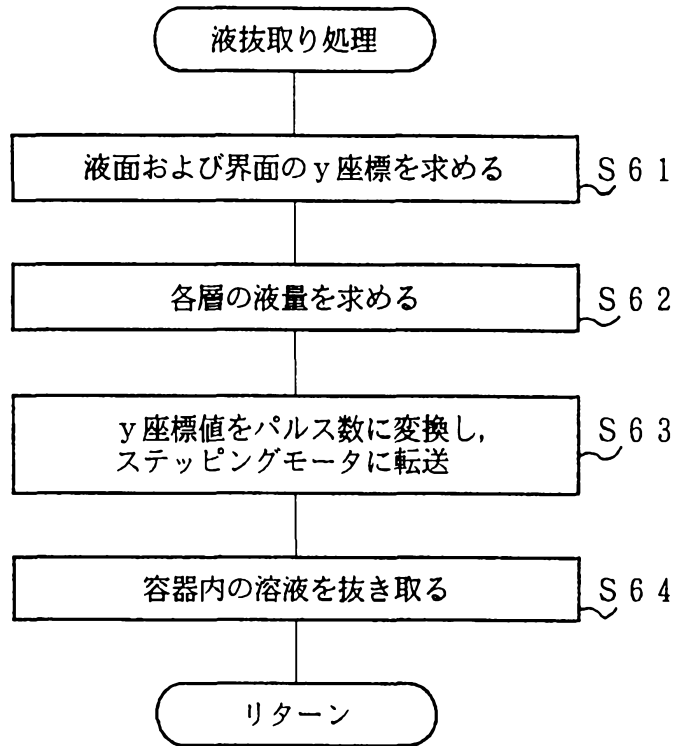 液抜取り処理
液面および界面のy座標を求める
S61
各層の液量を求める
S62
y座標値をパルス数に変換し,
ステッピングモータに転送
S63
容器内の溶液を抜き取る
S64
リターン